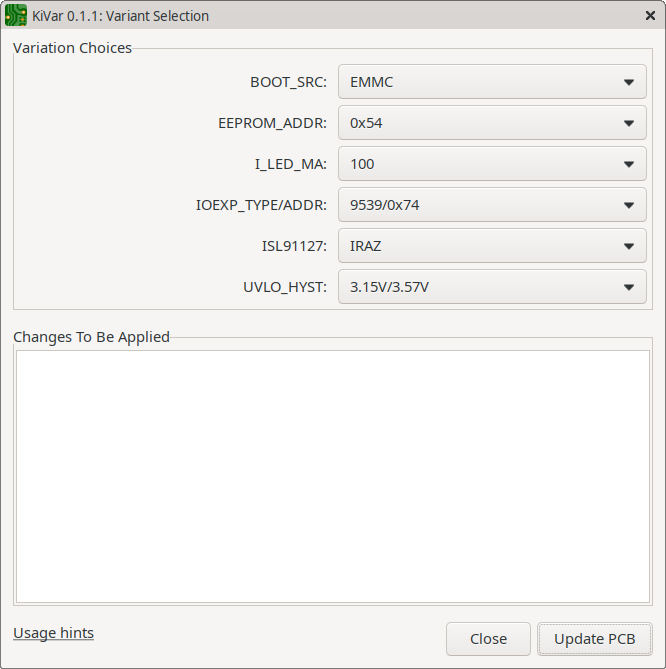 KiVar 0.1.1: Variant Selection
Variation Choices
BOOT_SRC: EMMC
EEPROM_ADDR: 0x54
I_LED_MA: 100
IOEXP_TYPE/ADDR: 9539/0x74
ISL91127: IRAZ
UVLO_HYST: 3.15V/3.57V
Changes To Be Applied
Usage hints
Close
Update PCB